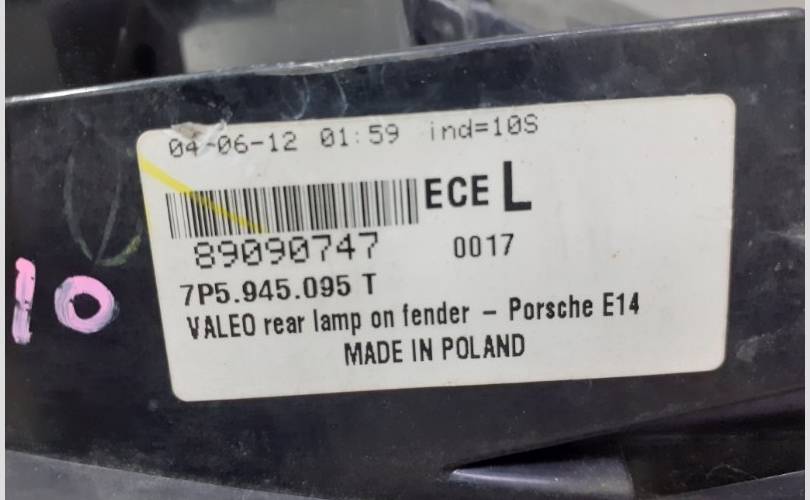 04-06-12 01:59 ind=10S
ECE L
89090747 0017
7P5.945.095 T
VALEO rear lamp on fender – Porsche E14
MADE IN POLAND
10